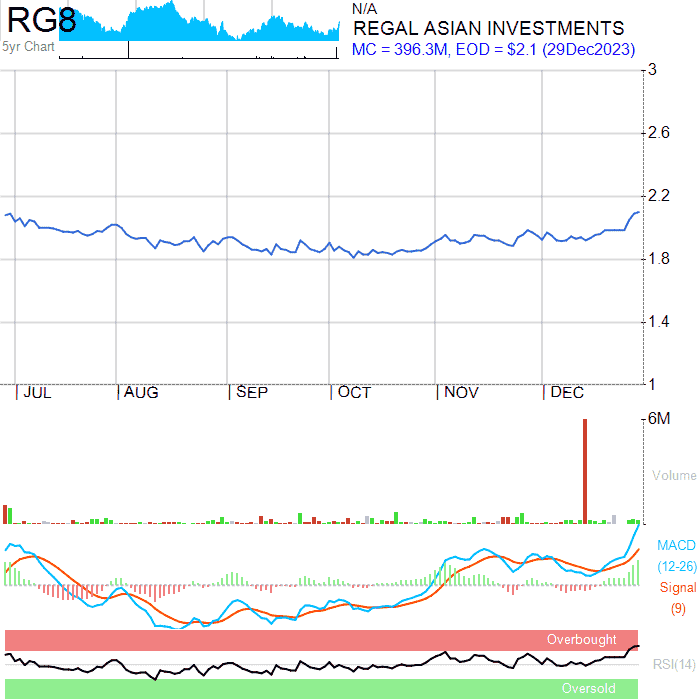 RG8
5yr Chart
N/A
REGAL ASIAN INVESTMENTS
MC = 396.3M, EOD = $2.1 (29Dec2023)
3
2.6
2.2
1.8
1.4
1
JUL AUG SEP OCT NOV DEC
6M
Volume
MACD
(12-26)
Signal
(9)
Overbought
RSI(14)
Oversold